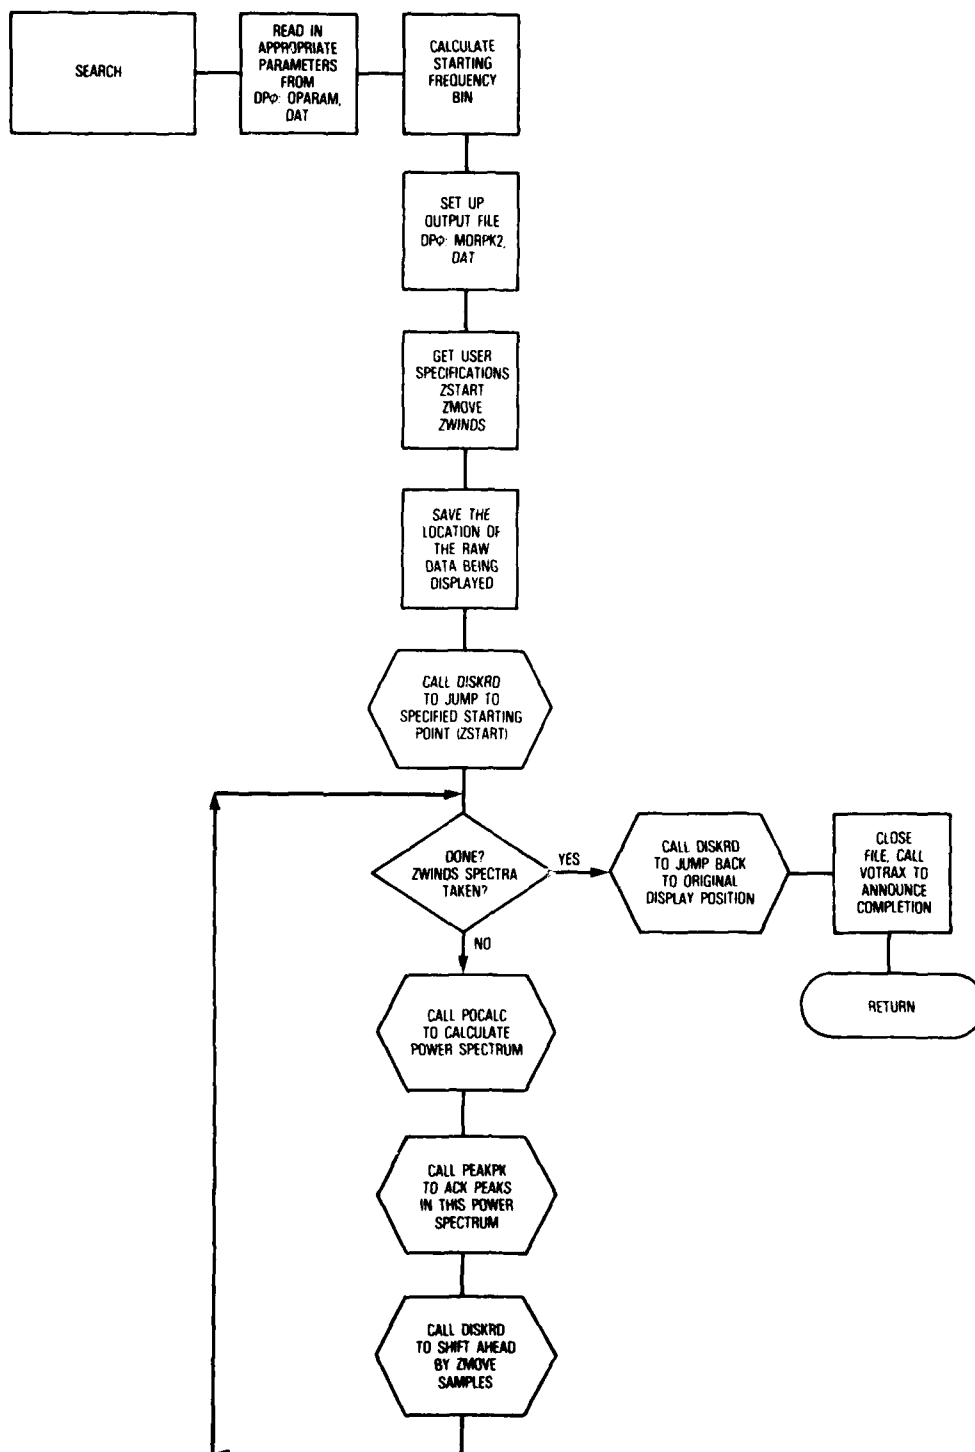 SEARCH
READ IN
APPROPRIATE
PARAMETERS
FROM
DPφ: OPARAM,
DAT
CALCULATE
STARTING
FREQUENCY
BIN
SET UP
OUTPUT FILE
DPφ: MORPK2,
DAT
GET USER
SPECIFICATIONS
ZSTART
ZMOVE
ZWINDS
SAVE THE
LOCATION OF
THE RAW
DATA BEING
DISPLAYED
CALL DISKRD
TO JUMP TO
SPECIFIED STARTING
POINT (ZSTART)
DONE?
ZWINDS SPECTRA
TAKEN?
YES
CALL DISKRD
TO JUMP BACK
TO ORIGINAL
DISPLAY POSITION
CLOSE
FILE, CALL
VOTRAX TO
ANNOUNCE
COMPLETION
RETURN
NO
CALL POCALC
TO CALCULATE
POWER SPECTRUM
CALL PEAKPK
TO ACK PEAKS
IN THIS POWER
SPECTRUM
CALL DISKRD
TO SHIFT AHEAD
BY ZMOVE
SAMPLES